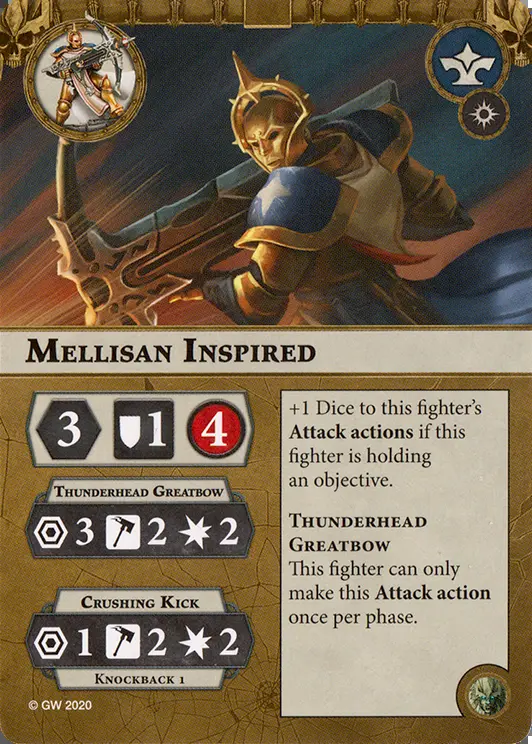 Mellisan Inspired
3 1 4
+1 Dice to this fighter's
Attack actions if this
fighter is holding
an objective.
Thunderhead
Greatbow
This fighter can only
make this Attack action
once per phase.
Thunderhead Greatbow
3 2 2
Crushing Kick
1 2 2
Knockback 1
© GW 2020